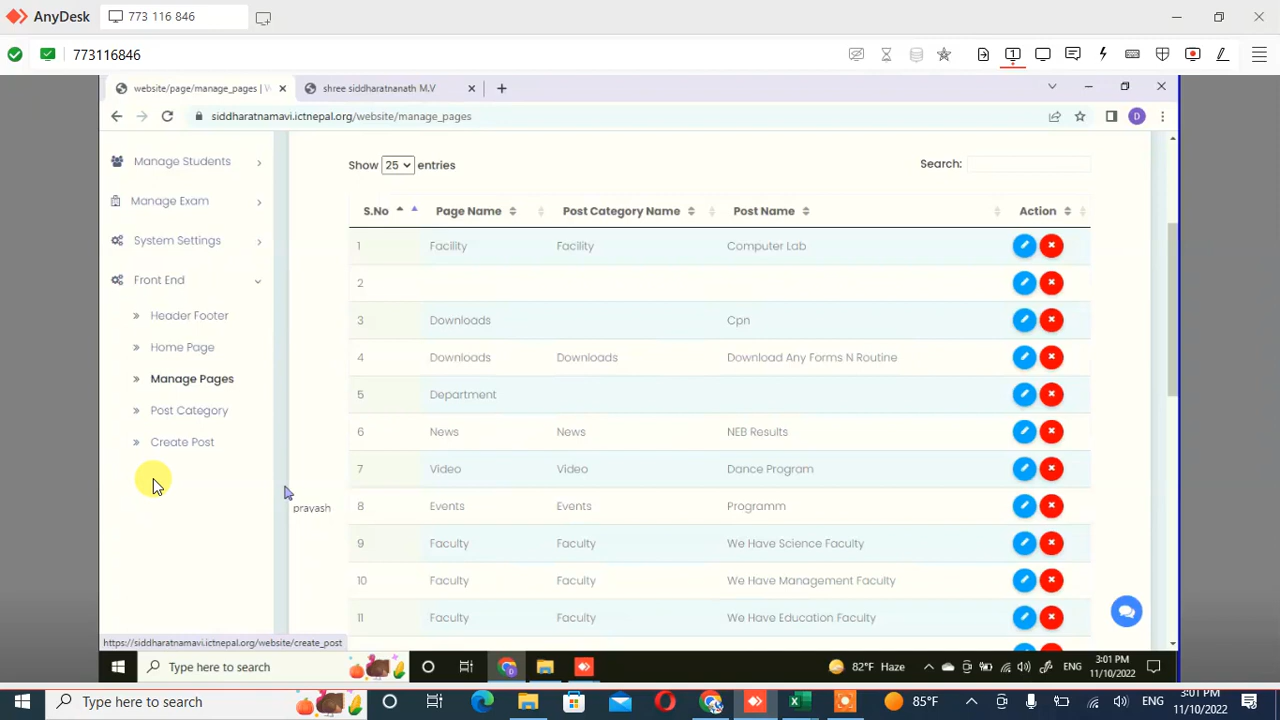 AnyDesk
773 116 846
773116846
1
website/page/manage_pages | W
shree siddharatnanath M.V
siddharatnamavi.ictnepal.org/website/manage_pages
D
Manage Students
Manage Exam
System Settings
Front End
Header Footer
Home Page
Manage Pages
Post Category
Create Post
Show 25 entries
Search:
S.No Page Name Post Category Name Post Name Action
1 Facility Facility Computer Lab
2
3 Downloads Cpn
4 Downloads Downloads Download Any Forms N Routine
5 Department
6 News News NEB Results
7 Video Video Dance Program
8 Events Events Programm
9 Faculty Faculty We Have Science Faculty
10 Faculty Faculty We Have Management Faculty
11 Faculty Faculty We Have Education Faculty
prayash
https://siddharatnamavi.ictnepal.org/website/create_post
Type here to search
82°F Haze
ENG
3:01 PM
11/10/2022
Type here to search
85°F
ENG
3:01 PM
11/10/2022